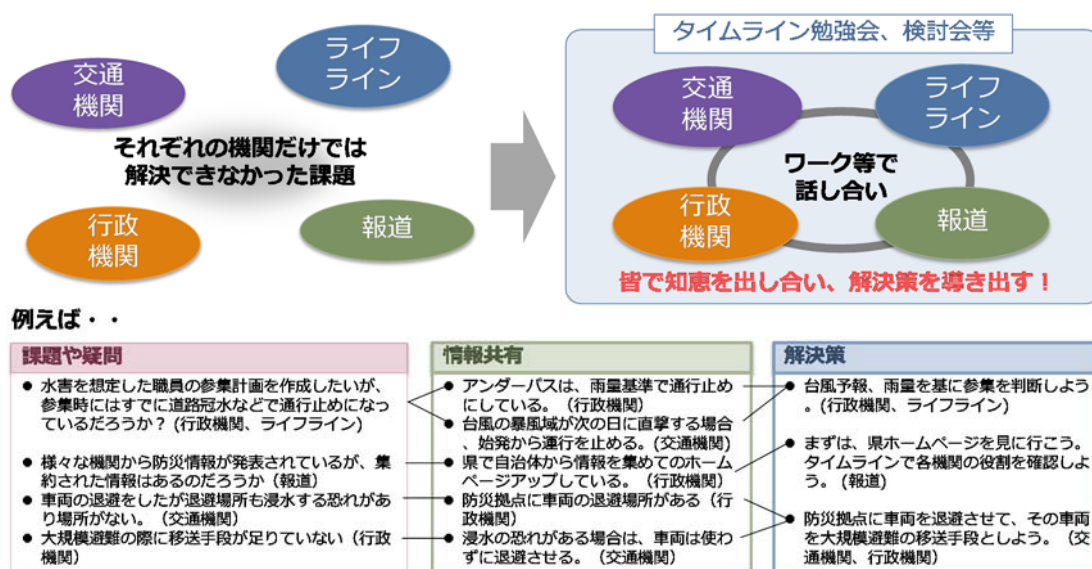 交通
機関
ライフ
ライン
それぞれの機関だけでは
解決できなかった課題
行政
機関
報道
タイムライン勉強会、検討会等
交通
機関
ライフ
ライン
ワーク等で
話し合い
行政
機関
報道
皆で知恵を出し合い、解決策を導き出す！
例えば・・
課題や疑問
● 水害を想定した職員の参集計画を作成したいが、
参集時にはすでに道路冠水などで通行止めになっ
ているだろうか？ (行政機関、ライフライン)
● 様々な機関から防災情報が発表されているが、集
約された情報はあるのだろうか（報道）
● 車両の退避をしたが退避場所も浸水する恐れがあ
り場所がない。（交通機関）
● 大規模避難の際に移送手段が足りていない（行政
機関）
情報共有
● アンダーパスは、雨量基準で通行止め
にしている。（行政機関）
● 台風の暴風域が次の日に直撃する場合
、始発から運行を止める。(交通機関)
● 県で自治体から情報を集めてのホーム
ページアップしている。（行政機関）
● 防災拠点に車両の退避場所がある（行
政機関）
● 浸水の恐れがある場合は、車両は使わ
ずに退避させる。（交通機関）
解決策
● 台風予報、雨量を基に参集を判断しよう
。(行政機関、ライフライン)
● まずは、県ホームページを見に行こう。
タイムラインで各機関の役割を確認しよ
う。（報道）
● 防災拠点に車両を退避させて、その車両
を大規模避難の移送手段としよう。（交
通機関、行政機関）